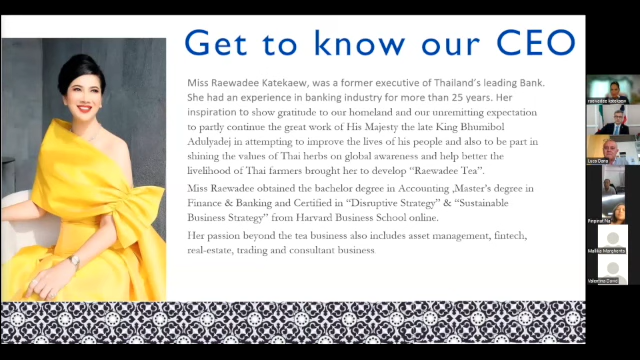 Get to know our CEO
Miss Raewadee Katekaew, was a former executive of Thailand's leading Bank.
She had an experience in banking industry for more than 25 years. Her
inspiration to show gratitude to our homeland and our unremitting expectation
to partly continue the great work of His Majesty the late King Bhumibol
Adulyadej in attempting to improve the lives of his people and also to be part in
shining the values of Thai herbs on global awareness and help better the
livelihood of Thai farmers brought her to develop “Raewadee Tea”.
Miss Raewadee obtained the bachelor degree in Accounting ,Master's degree in
Finance & Banking and Certified in “Disruptive Strategy” & “Sustainable
Business Strategy” from Harvard Business School online.
Her passion beyond the tea business also includes asset management, fintech,
real-estate, trading and consultant business
raewadee katekaew
Luca Doria
Pinpinat Na
Valentina David